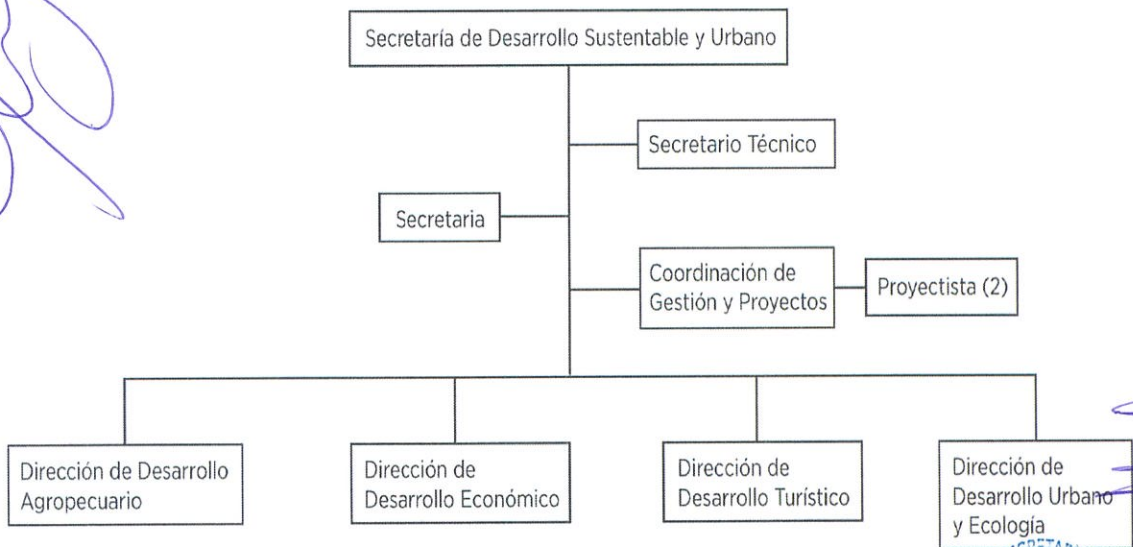 Secretaría de Desarrollo Sustentable y Urbano
Secretario Técnico
Secretaria
Coordinación de
Gestión y Proyectos
Proyectista (2)
Dirección de Desarrollo
Agropecuario
Dirección de
Desarrollo Económico
Dirección de
Desarrollo Turístico
Dirección de
Desarrollo Urbano
y Ecología